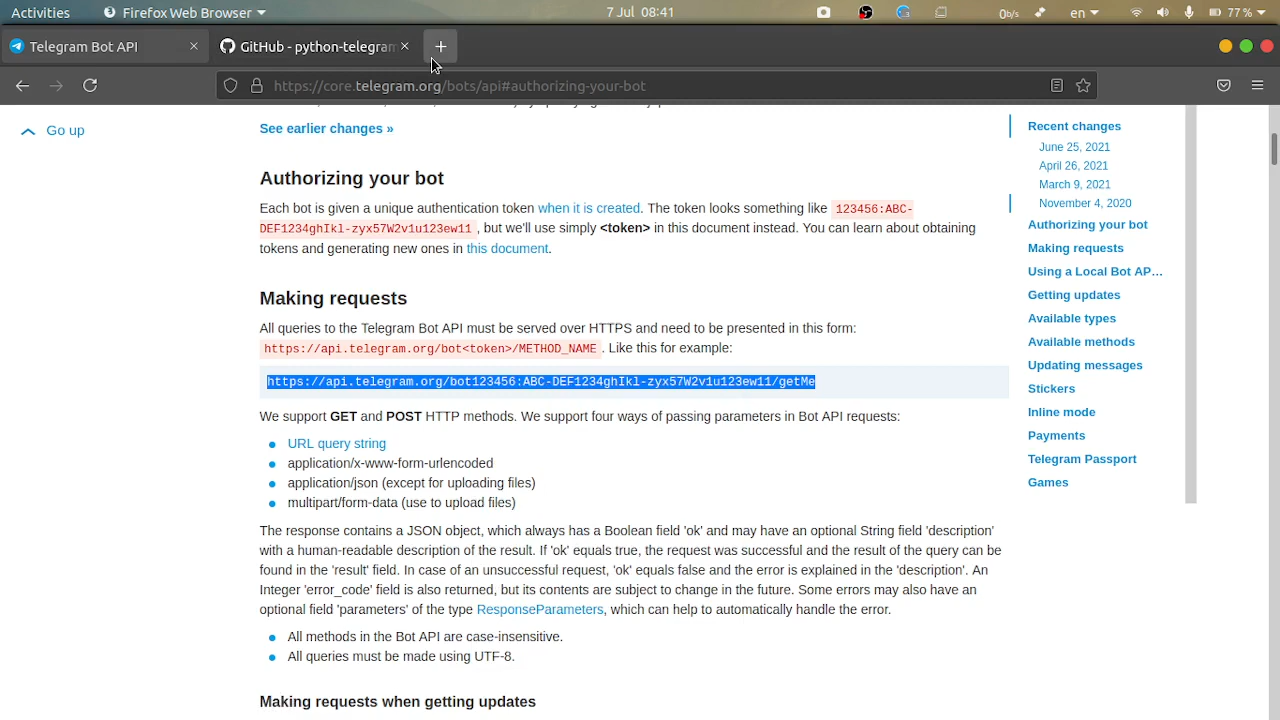 Activities
Firefox Web Browser
7 Jul 08:41
0b/s
en
77 %
Telegram Bot API
GitHub - python-telegram
https://core.telegram.org/bots/api#authorizing-your-bot
Go up
See earlier changes »
Authorizing your bot
Each bot is given a unique authentication token when it is created. The token looks something like 123456:ABC-
DEF1234ghIkl-zyx57W2v1u123ew11, but we'll use simply <token> in this document instead. You can learn about obtaining
tokens and generating new ones in this document.
Making requests
All queries to the Telegram Bot API must be served over HTTPS and need to be presented in this form:
https://api.telegram.org/bot<token>/METHOD_NAME. Like this for example:
https://api.telegram.org/bot123456:ABC-DEF1234ghIkl-zyx57W2v1u123ew11/getMe
We support GET and POST HTTP methods. We support four ways of passing parameters in Bot API requests:
URL query string
application/x-www-form-urlencoded
application/json (except for uploading files)
multipart/form-data (use to upload files)
The response contains a JSON object, which always has a Boolean field 'ok' and may have an optional String field 'description'
with a human-readable description of the result. If 'ok' equals true, the request was successful and the result of the query can be
found in the 'result' field. In case of an unsuccessful request, 'ok' equals false and the error is explained in the 'description'. An
Integer 'error_code' field is also returned, but its contents are subject to change in the future. Some errors may also have an
optional field 'parameters' of the type ResponseParameters, which can help to automatically handle the error.
All methods in the Bot API are case-insensitive.
All queries must be made using UTF-8.
Making requests when getting updates
Recent changes
June 25, 2021
April 26, 2021
March 9, 2021
November 4, 2020
Authorizing your bot
Making requests
Using a Local Bot AP…
Getting updates
Available types
Available methods
Updating messages
Stickers
Inline mode
Payments
Telegram Passport
Games